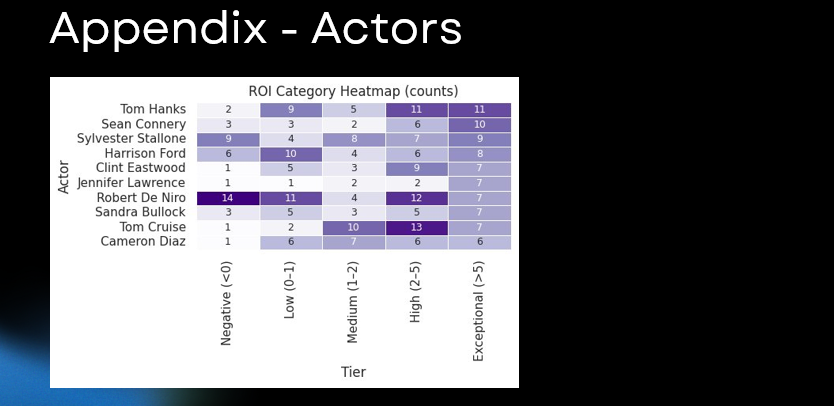 Appendix - Actors
ROI Category Heatmap (counts)
Actor
Tom Hanks 2 9 5 11 11
Sean Connery 3 3 2 6 10
Sylvester Stallone 9 4 8 7 9
Harrison Ford 6 10 4 6 8
Clint Eastwood 1 5 3 9 7
Jennifer Lawrence 1 1 2 2 7
Robert De Niro 14 11 4 12 7
Sandra Bullock 3 5 3 5 7
Tom Cruise 1 2 10 13 7
Cameron Diaz 1 6 7 6 6
Negative (<0)
Low (0–1)
Medium (1–2)
High (2–5)
Exceptional (>5)
Tier